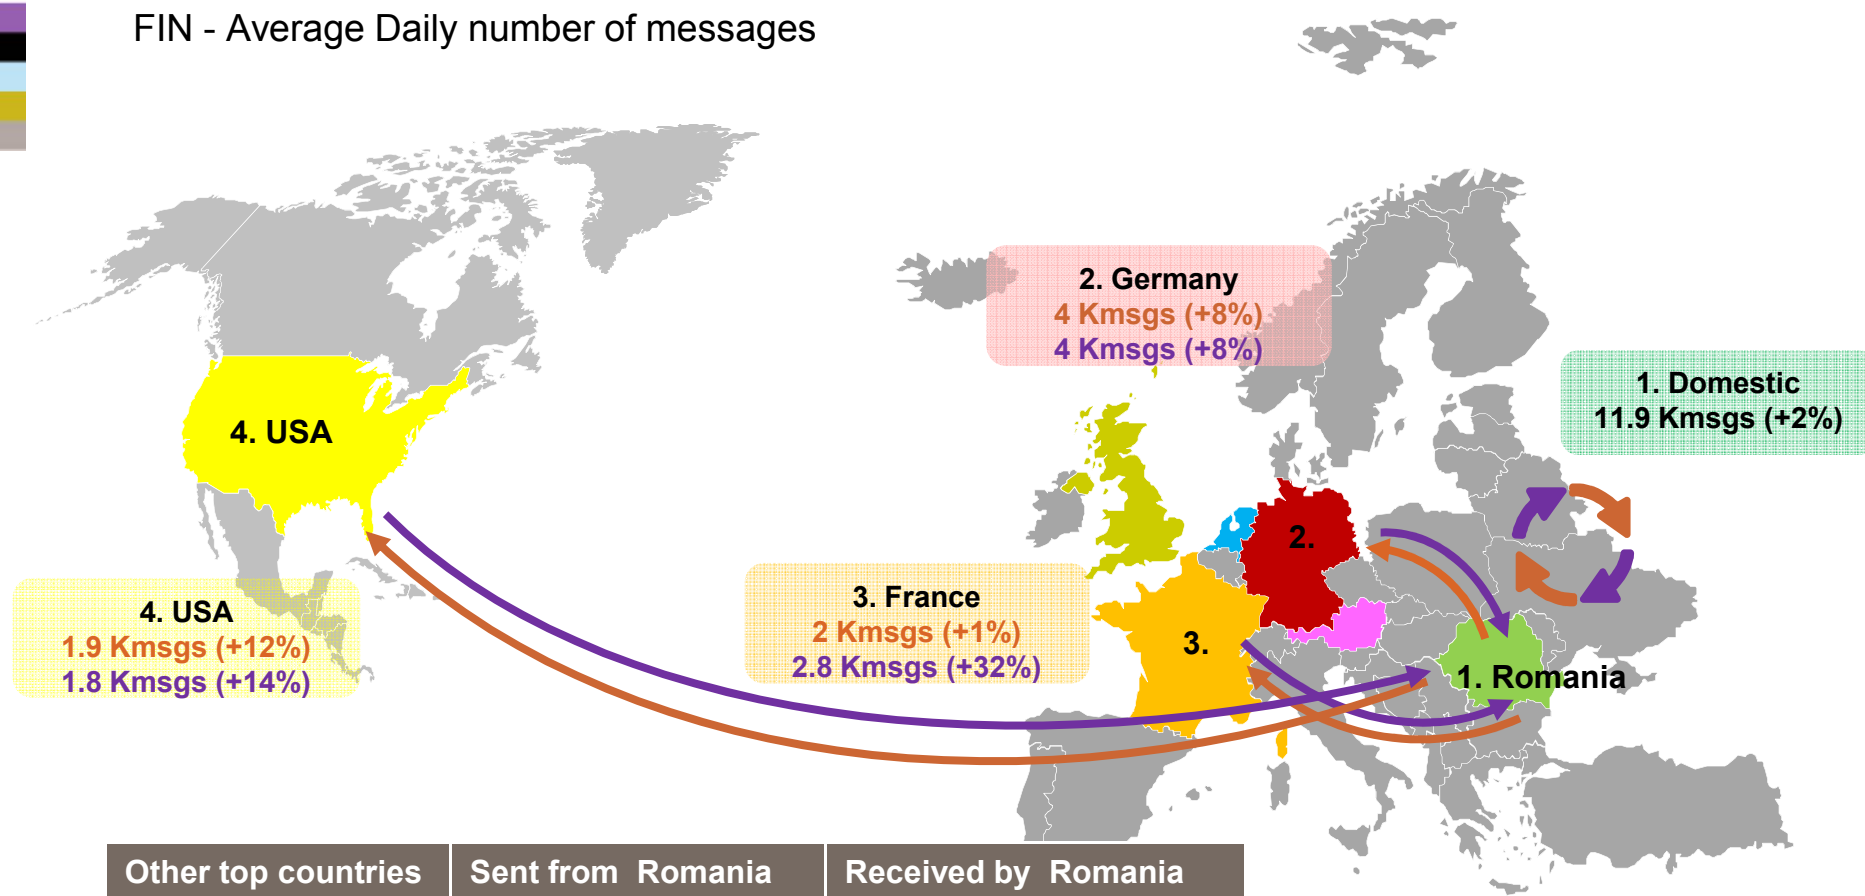 FIN - Average Daily number of messages
2. Germany
4 Kmsgs (+8%)
4 Kmsgs (+8%)
1. Domestic
11.9 Kmsgs (+2%)
4. USA
2.
3. France
2 Kmsgs (+1%)
2.8 Kmsgs (+32%)
4. USA
1.9 Kmsgs (+12%)
1.8 Kmsgs (+14%)
3.
1. Romania
Other top countries Sent from Romania Received by Romania